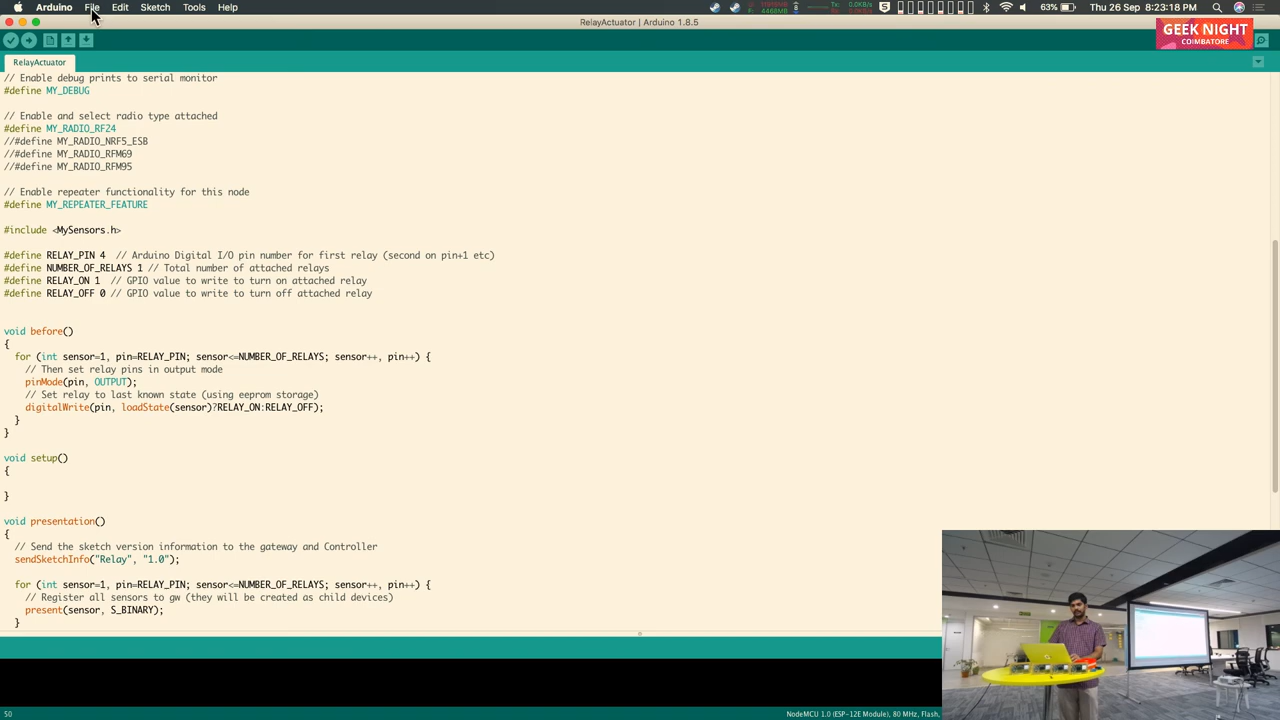 Arduino File Edit Sketch Tools Help
63% Thu 26 Sep 8:23:18 PM
RelayActuator | Arduino 1.8.5
GEEK NIGHT
COIMBATORE
RelayActuator
// Enable debug prints to serial monitor
#define MY_DEBUG
// Enable and select radio type attached
#define MY_RADIO_RF24
//#define MY_RADIO_NRF5_ESB
//#define MY_RADIO_RFM69
//#define MY_RADIO_RFM95
// Enable repeater functionality for this node
#define MY_REPEATER_FEATURE
#include <MySensors.h>
#define RELAY_PIN 4  // Arduino Digital I/O pin number for first relay (second on pin+1 etc)
#define NUMBER_OF_RELAYS 1 // Total number of attached relays
#define RELAY_ON 1  // GPIO value to write to turn on attached relay
#define RELAY_OFF 0 // GPIO value to write to turn off attached relay
void before()
{
  for (int sensor=1, pin=RELAY_PIN; sensor<=NUMBER_OF_RELAYS; sensor++, pin++) {
    // Then set relay pins in output mode
    pinMode(pin, OUTPUT);
    // Set relay to last known state (using eeprom storage)
    digitalWrite(pin, loadState(sensor)?RELAY_ON:RELAY_OFF);
  }
}
void setup()
{
}
void presentation()
{
  // Send the sketch version information to the gateway and Controller
  sendSketchInfo("Relay", "1.0");
  for (int sensor=1, pin=RELAY_PIN; sensor<=NUMBER_OF_RELAYS; sensor++, pin++) {
    // Register all sensors to gw (they will be created as child devices)
    present(sensor, S_BINARY);
  }
50
NodeMCU 1.0 (ESP-12E Module), 80 MHz, Flash,